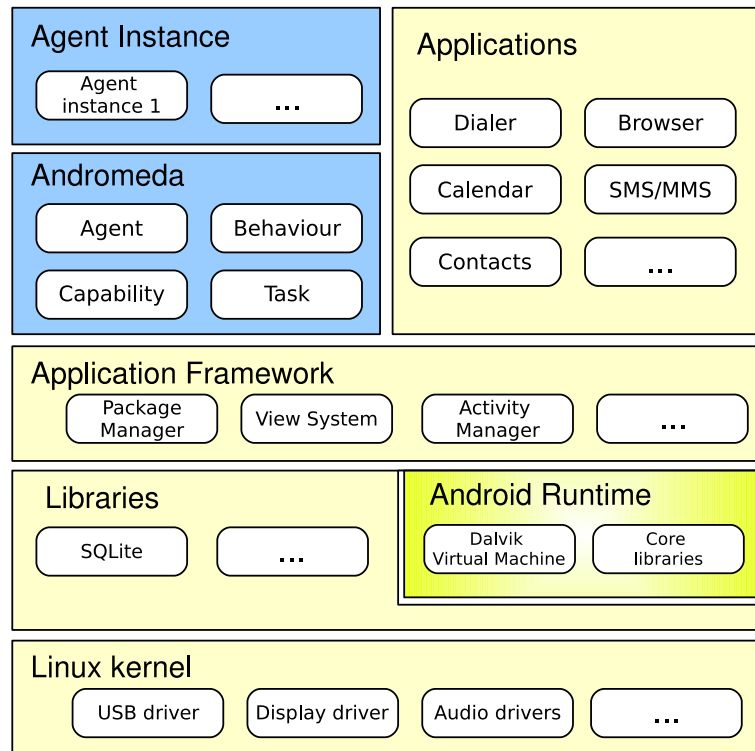 Agent Instance
Agent
instance 1
...
Andromeda
Agent
Behaviour
Capability
Task
Applications
Dialer
Browser
Calendar
SMS/MMS
Contacts
...
Application Framework
Package
Manager
View System
Activity
Manager
...
Libraries
SQLite
...
Android Runtime
Dalvik
Virtual Machine
Core
libraries
Linux kernel
USB driver
Display driver
Audio drivers
...